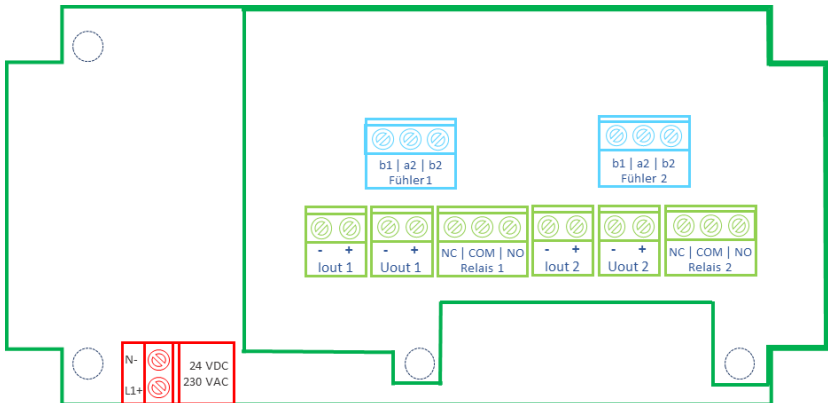 b1 | a2 | b2
Fühler 1
b1 | a2 | b2
Fühler 2
- +
Iout 1
- +
Uout 1
NC | COM | NO
Relais 1
- +
Iout 2
- +
Uout 2
NC | COM | NO
Relais 2
N-
L1+
24 VDC
230 VAC